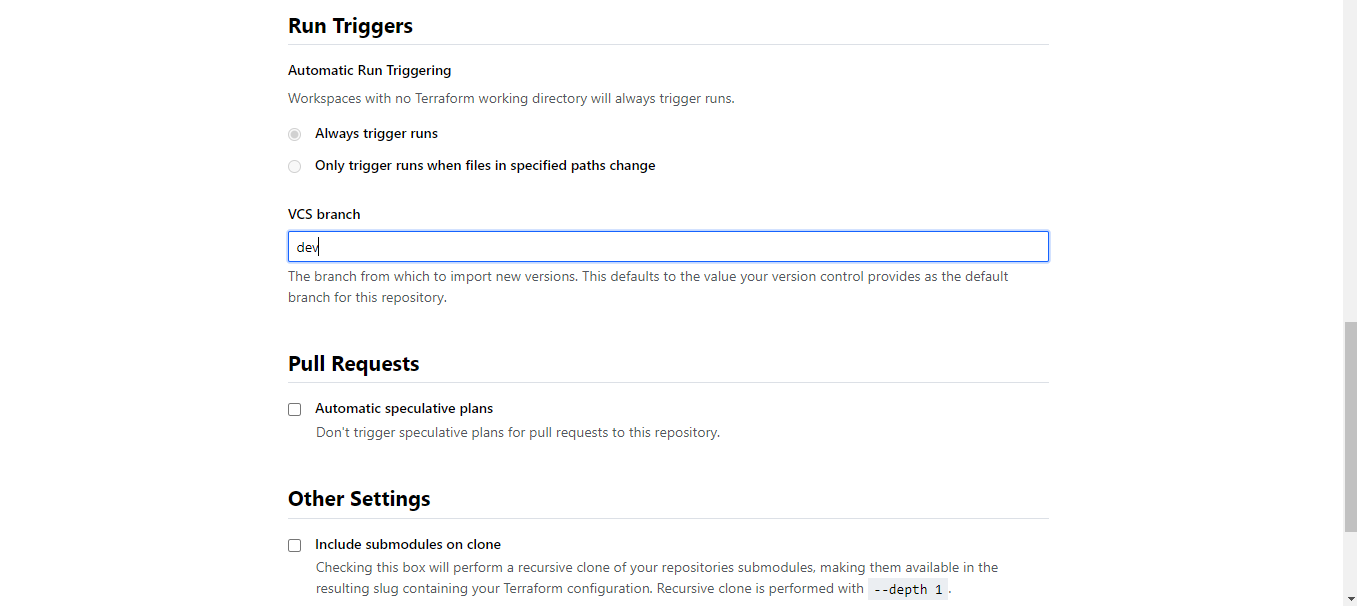 Run Triggers
Automatic Run Triggering
Workspaces with no Terraform working directory will always trigger runs.
Always trigger runs
Only trigger runs when files in specified paths change
VCS branch
dev
The branch from which to import new versions. This defaults to the value your version control provides as the default
branch for this repository.
Pull Requests
Automatic speculative plans
Don't trigger speculative plans for pull requests to this repository.
Other Settings
Include submodules on clone
Checking this box will perform a recursive clone of your repositories submodules, making them available in the
resulting slug containing your Terraform configuration. Recursive clone is performed with --depth 1.